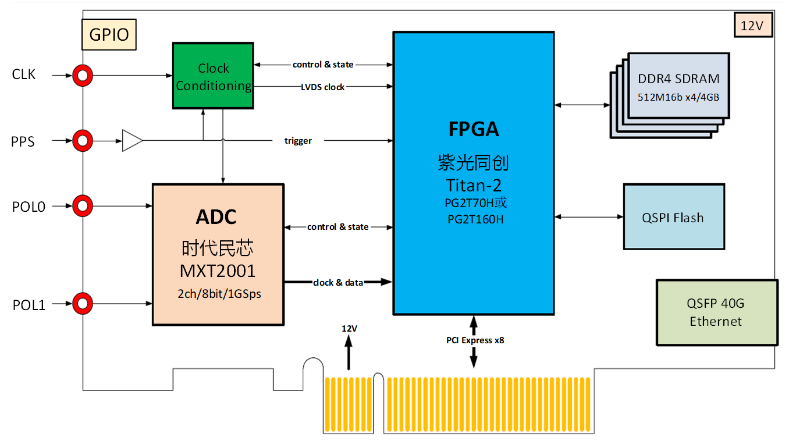 GPIO
12V
CLK
Clock
Conditioning
control & state
LVDS clock
DDR4 SDRAM
512M16b x4/4GB
PPS
trigger
FPGA
紫光同创
Titan-2
PG2T70H或
PG2T160H
POL0
ADC
时代民芯
MXT2001
2ch/8bit/1GSps
control & state
clock & data
QSPI Flash
POL1
QSFP 40G
Ethernet
12V
PCI Express x8